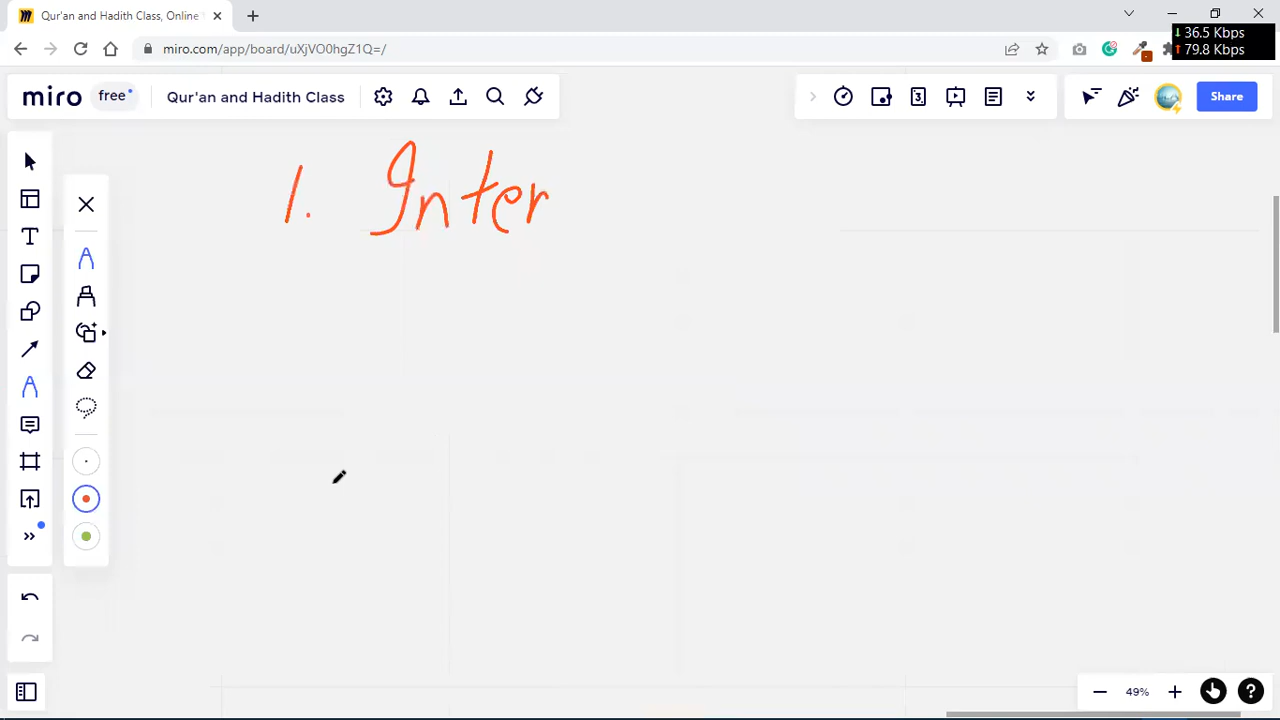 Qur'an and Hadith Class, Online
miro.com/app/board/uXjVO0hgZ1Q=/
36.5 Kbps
79.8 Kbps
miro free Qur'an and Hadith Class Share
1. Inter
49%